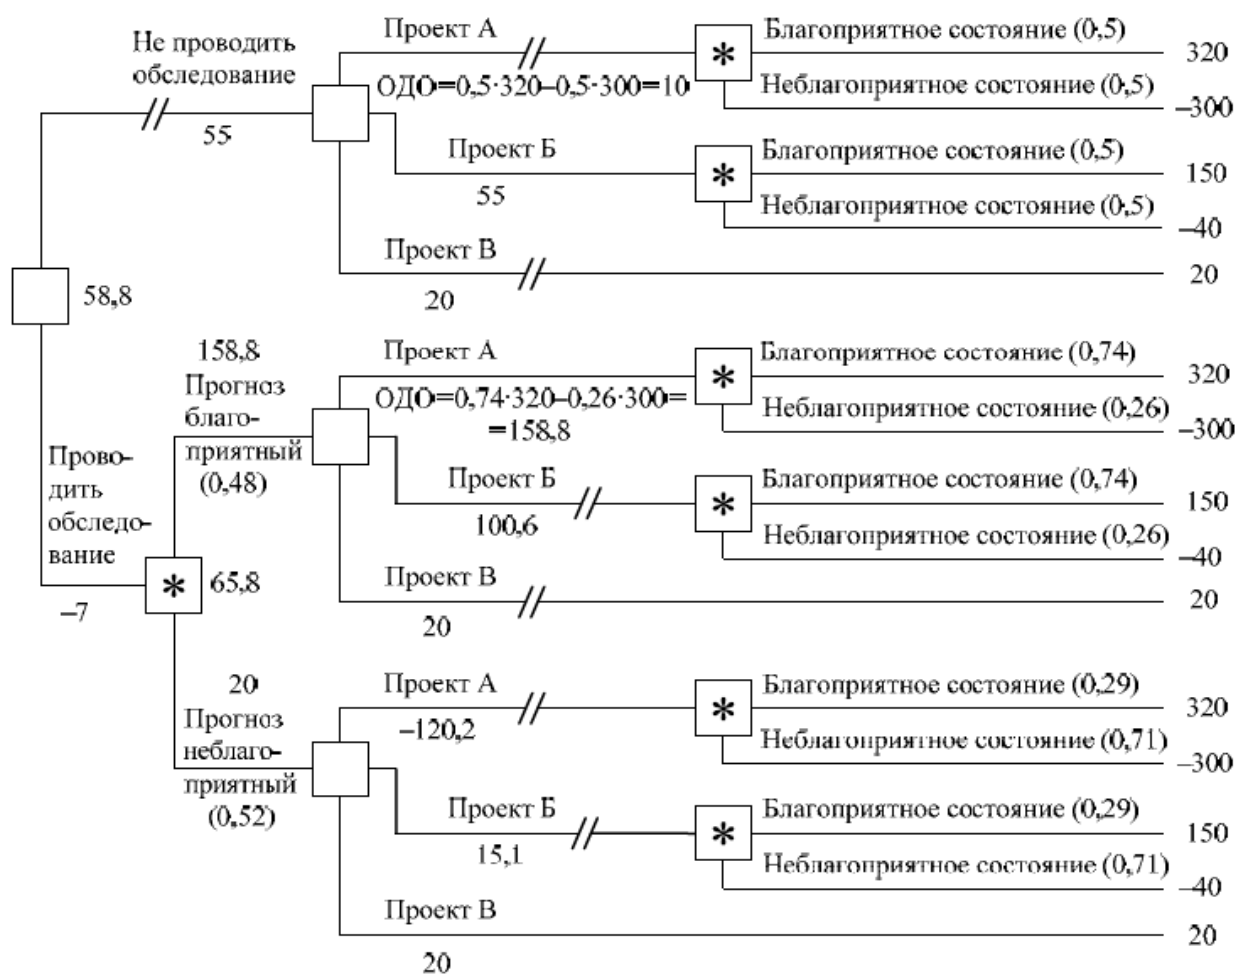 Не проводить
обследование
55
Проект А
ОДО=0,5·320–0,5·300=10
*
Благоприятное состояние (0,5)
320
Неблагоприятное состояние (0,5)
–300
Проект Б
55
*
Благоприятное состояние (0,5)
150
Неблагоприятное состояние (0,5)
–40
Проект В
20
20
58,8
Прово-
дить
обследо-
вание
–7
*
65,8
158,8
Прогноз
благо-
приятный
(0,48)
Проект А
ОДО=0,74·320–0,26·300=
=158,8
*
Благоприятное состояние (0,74)
320
Неблагоприятное состояние (0,26)
–300
Проект Б
100,6
*
Благоприятное состояние (0,74)
150
Неблагоприятное состояние (0,26)
–40
Проект В
20
20
20
Прогноз
неблаго-
приятный
(0,52)
Проект А
–120,2
*
Благоприятное состояние (0,29)
320
Неблагоприятное состояние (0,71)
–300
Проект Б
15,1
*
Благоприятное состояние (0,29)
150
Неблагоприятное состояние (0,71)
–40
Проект В
20
20